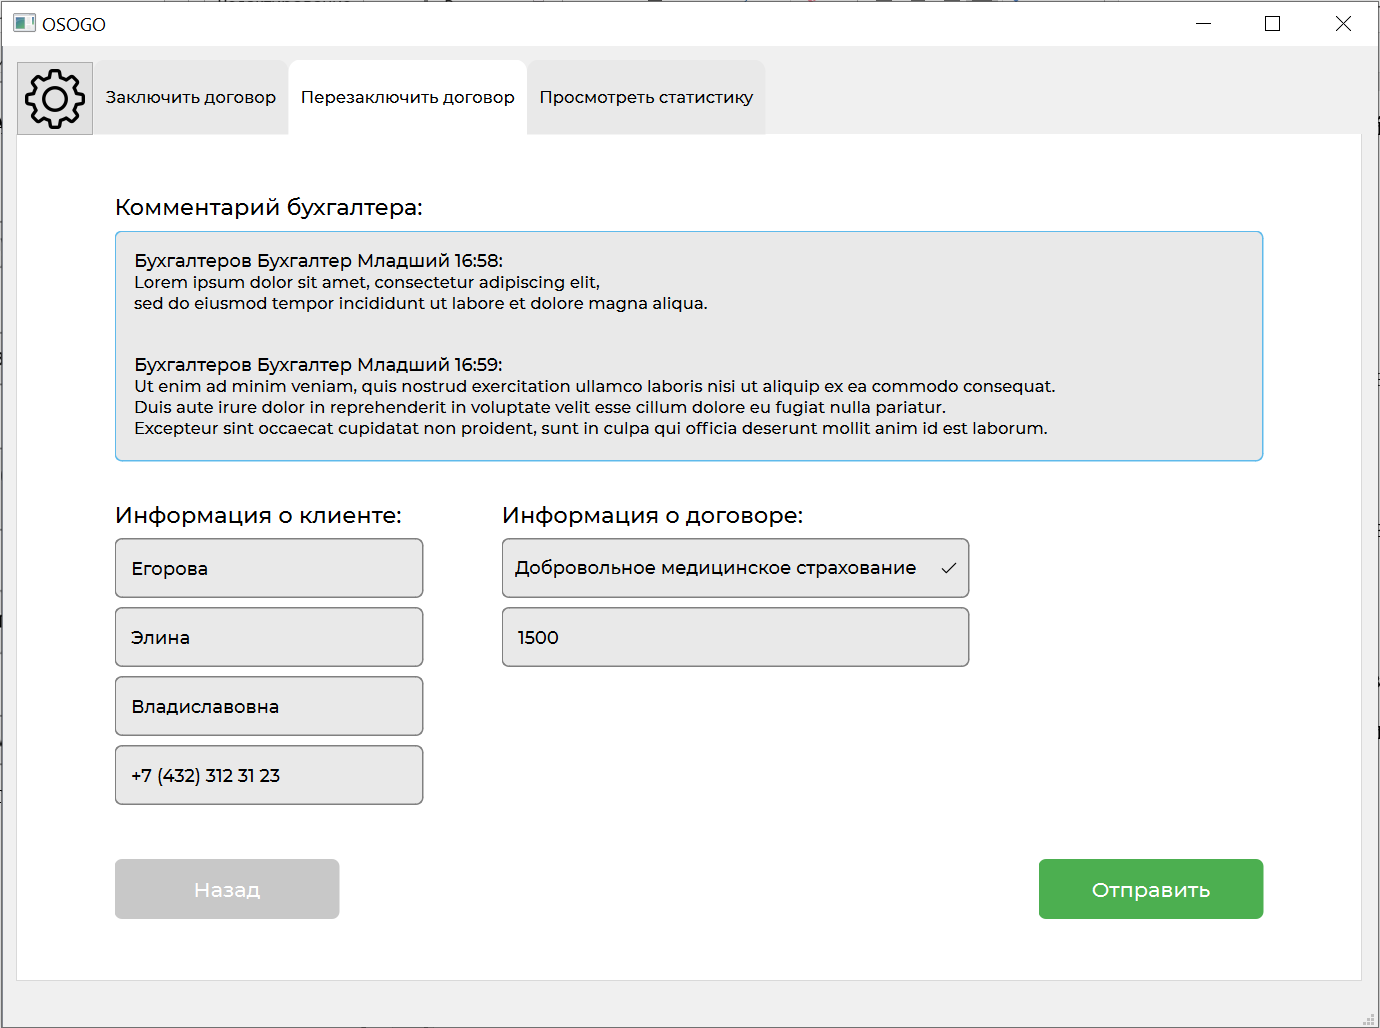 OSOGO
Заключить договор
Перезаключить договор
Просмотреть статистику
Комментарий бухгалтера:
Бухгалтеров Бухгалтер Младший 16:58:
Lorem ipsum dolor sit amet, consectetur adipiscing elit,
sed do eiusmod tempor incididunt ut labore et dolore magna aliqua.
Бухгалтеров Бухгалтер Младший 16:59:
Ut enim ad minim veniam, quis nostrud exercitation ullamco laboris nisi ut aliquip ex ea commodo consequat.
Duis aute irure dolor in reprehenderit in voluptate velit esse cillum dolore eu fugiat nulla pariatur.
Excepteur sint occaecat cupidatat non proident, sunt in culpa qui officia deserunt mollit anim id est laborum.
Информация о клиенте:
Егорова
Элина
Владиславовна
+7 (432) 312 31 23
Информация о договоре:
Добровольное медицинское страхование
1500
Назад
Отправить